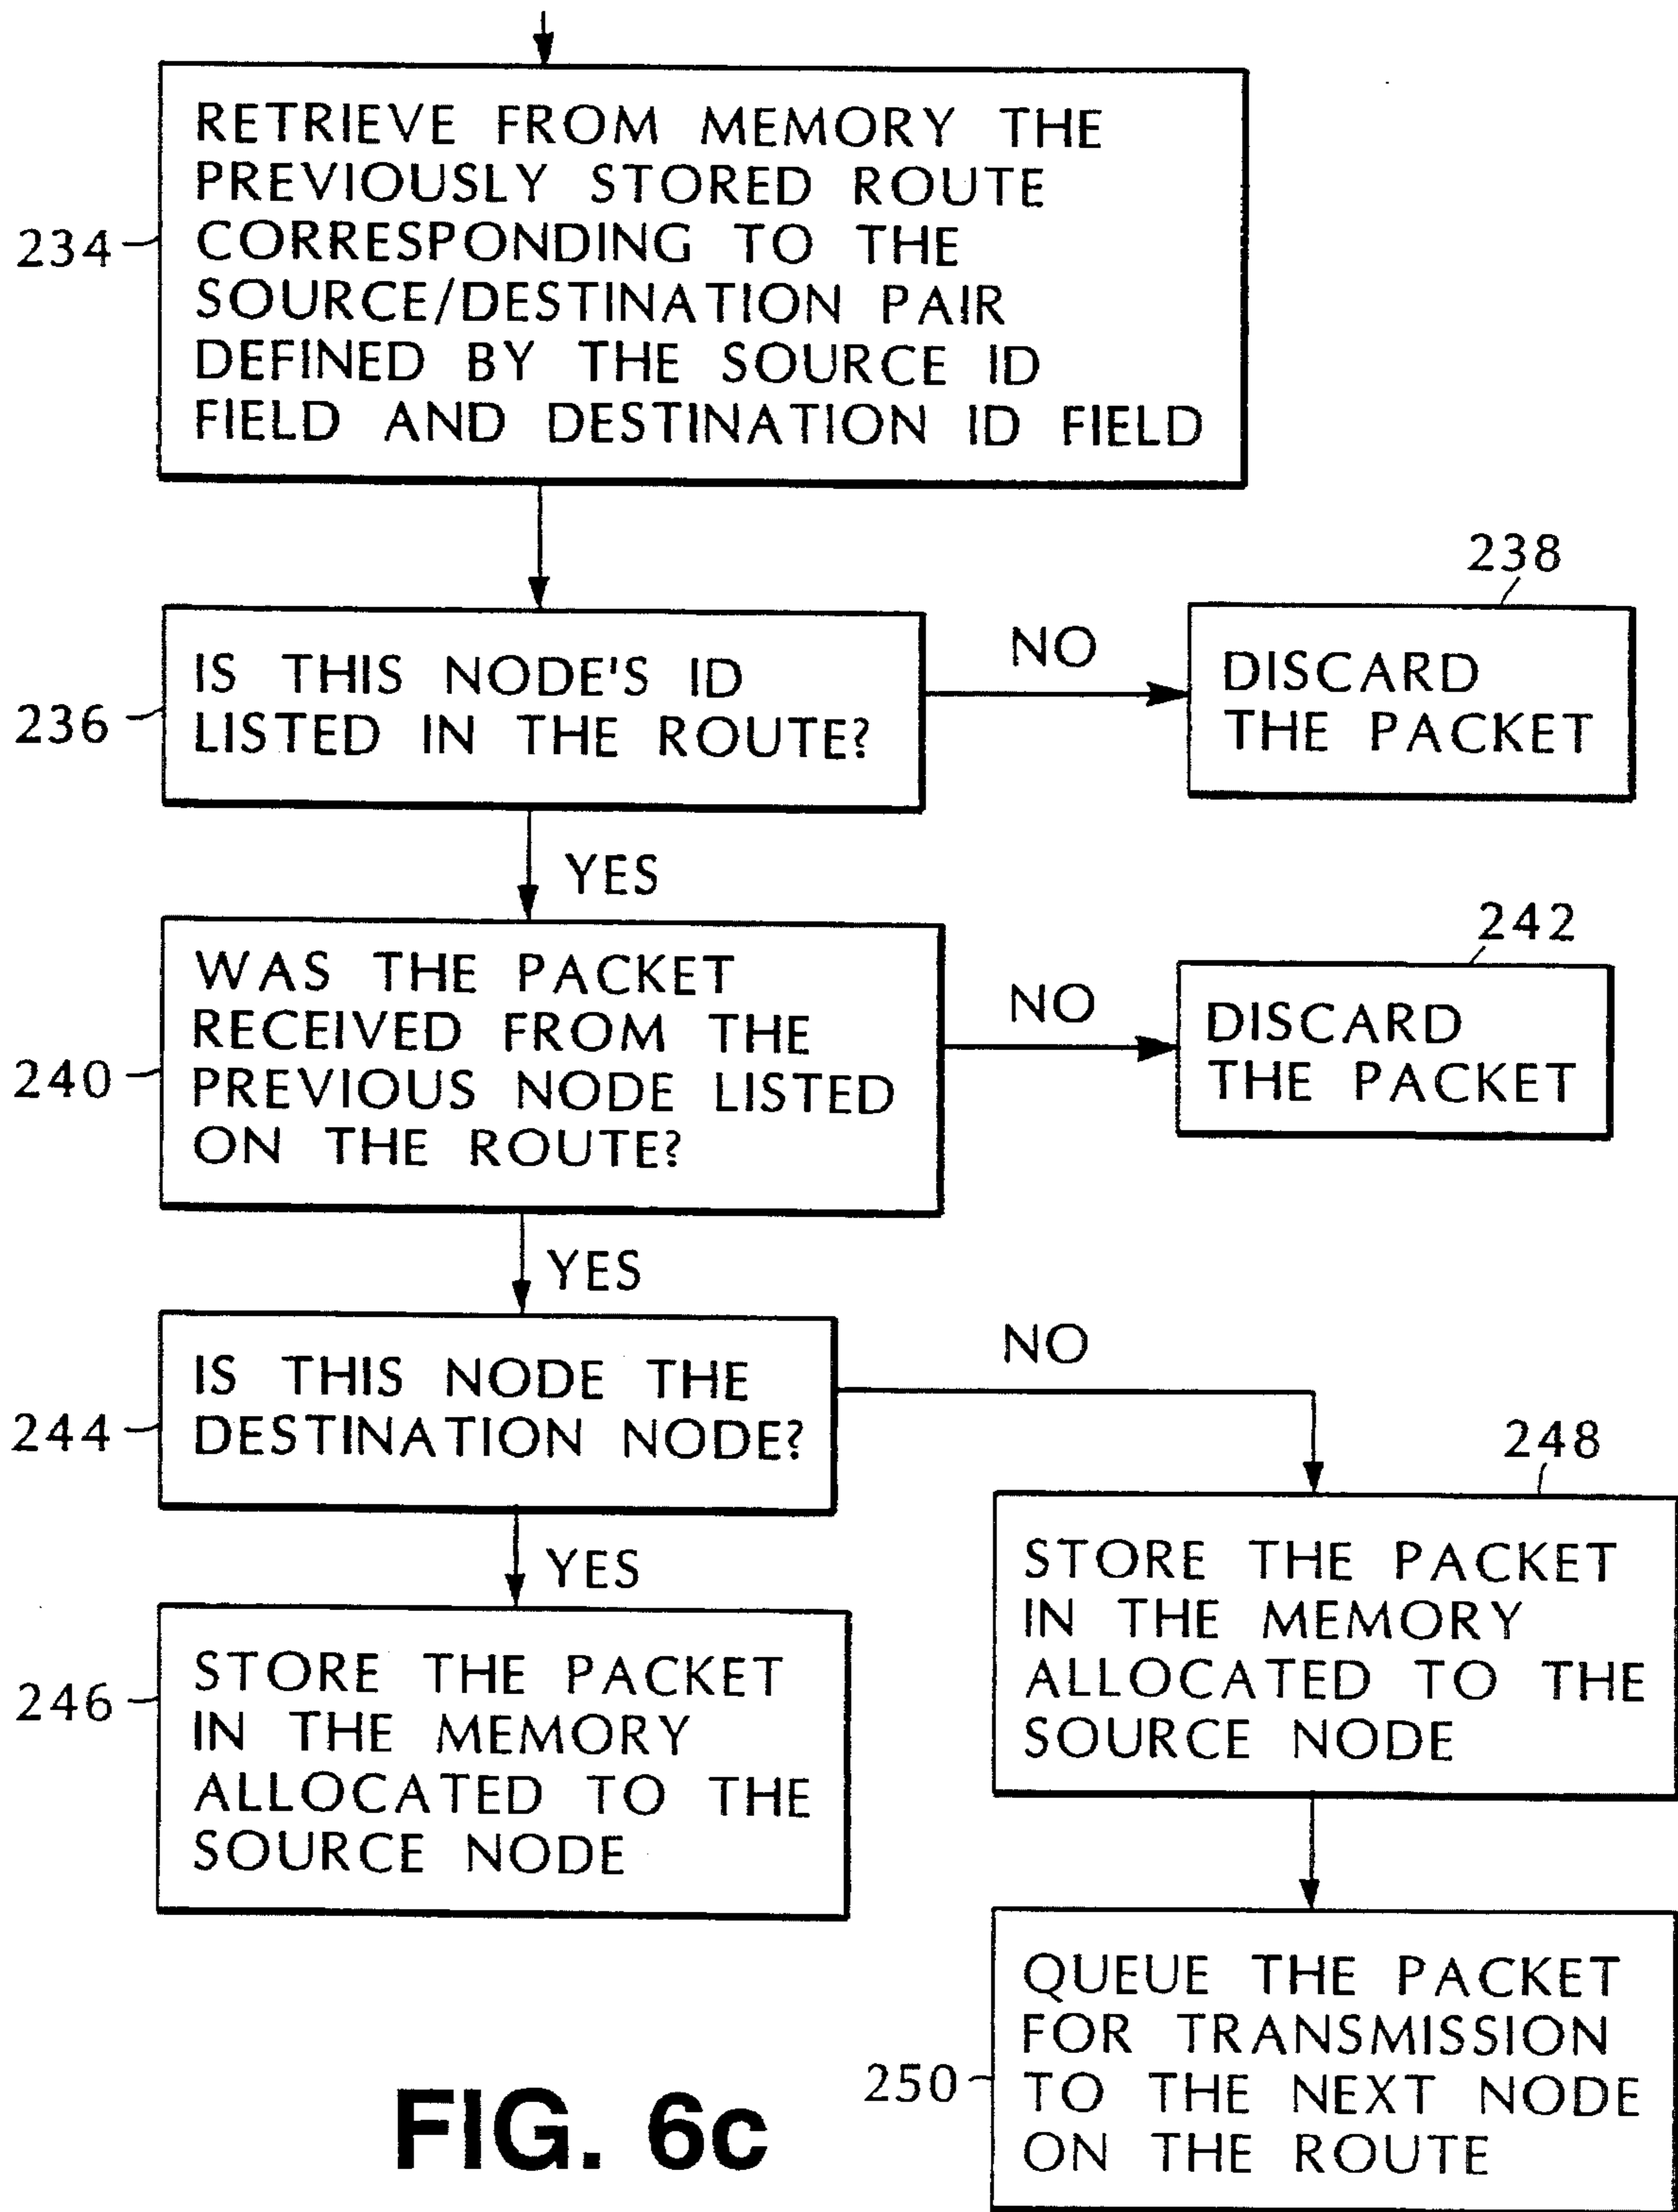 RETRIEVE FROM MEMORY THE
PREVIOUSLY STORED ROUTE
CORRESPONDING TO THE
SOURCE/DESTINATION PAIR
DEFINED BY THE SOURCE ID
FIELD AND DESTINATION ID FIELD
234
IS THIS NODE'S ID
LISTED IN THE ROUTE?
236
NO
238
DISCARD
THE PACKET
YES
WAS THE PACKET
RECEIVED FROM THE
PREVIOUS NODE LISTED
ON THE ROUTE?
240
NO
242
DISCARD
THE PACKET
YES
IS THIS NODE THE
DESTINATION NODE?
244
NO
YES
STORE THE PACKET
IN THE MEMORY
ALLOCATED TO THE
SOURCE NODE
246
248
STORE THE PACKET
IN THE MEMORY
ALLOCATED TO THE
SOURCE NODE
QUEUE THE PACKET
FOR TRANSMISSION
TO THE NEXT NODE
ON THE ROUTE
250
FIG. 6c